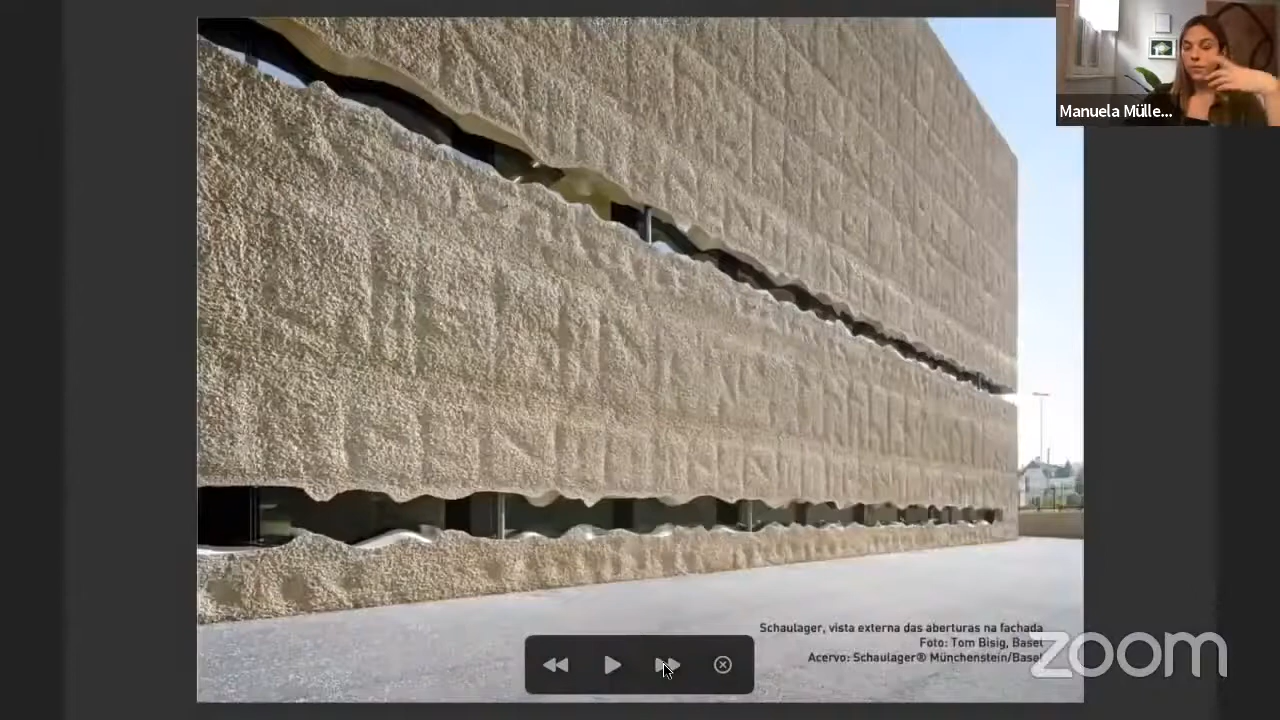 Manuela Mülle...
Schaulager, vista externa das aberturas na fachada
Foto: Tom Bisig, Basel
Acervo: Schaulager® Münchenstein/Basel
zoom